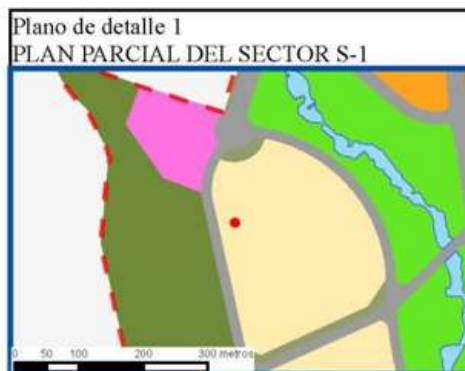 Plano de detalle 1
PLAN PARCIAL DEL SECTOR S-1
0 50 100 200 300 metros